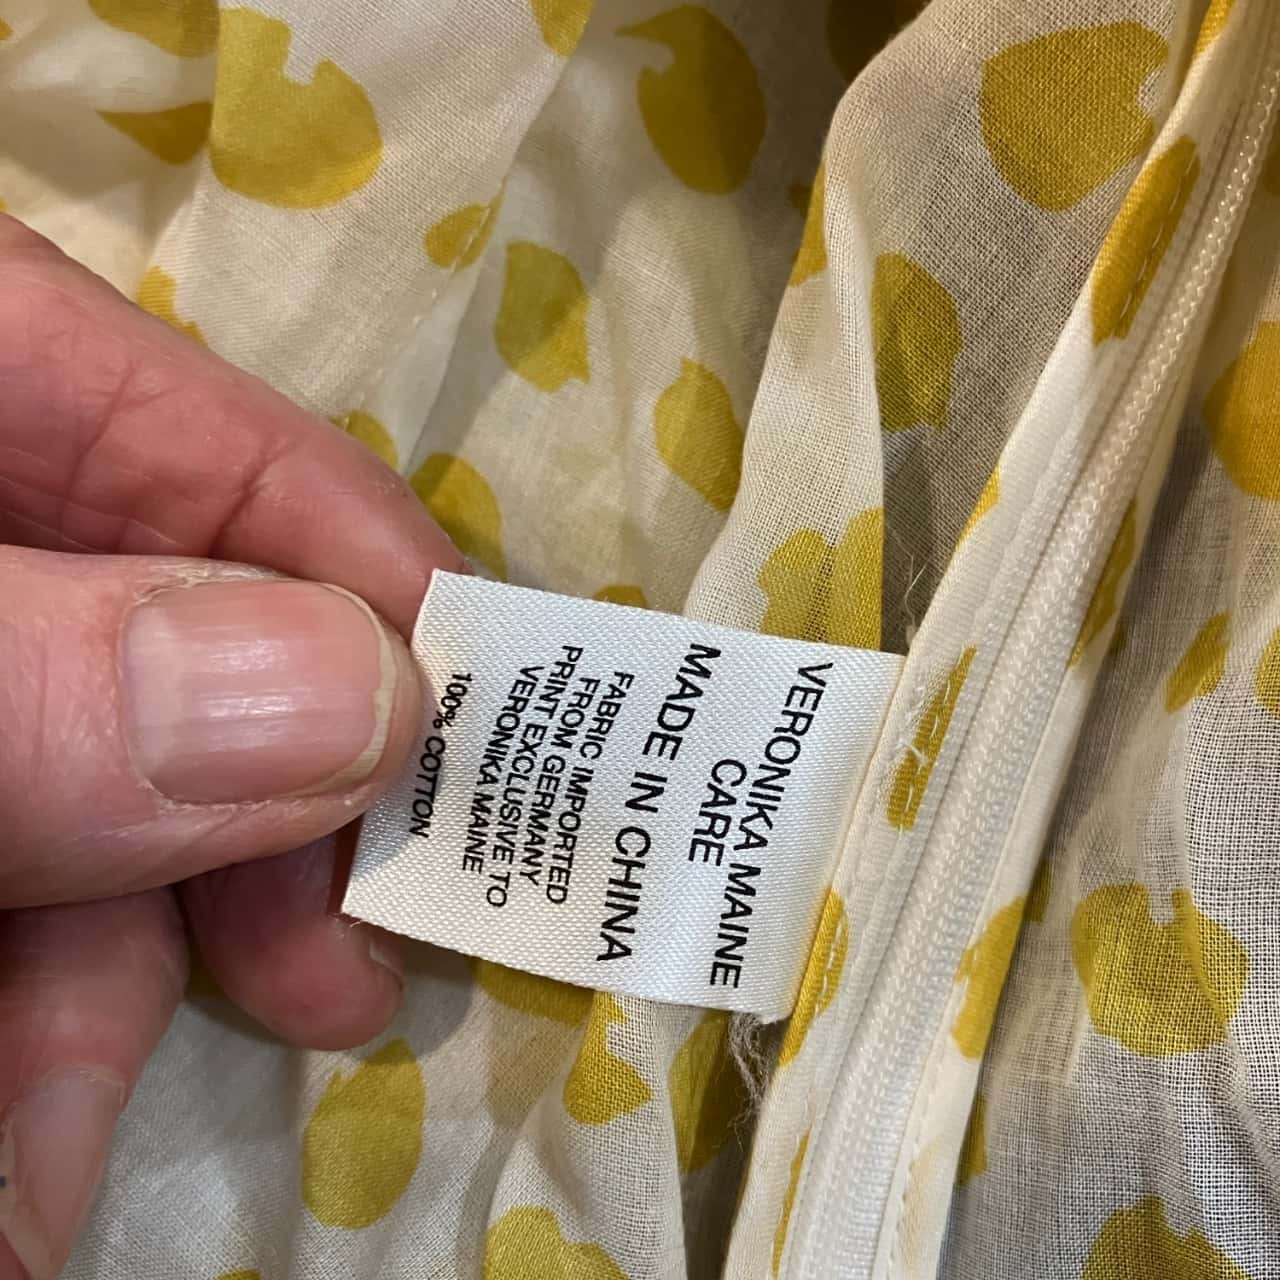 VERONIKA MAINE
CARE
MADE IN CHINA
FABRIC IMPORTED
FROM GERMANY
PRINT EXCLUSIVE TO
VERONIKA MAINE
100% COTTON